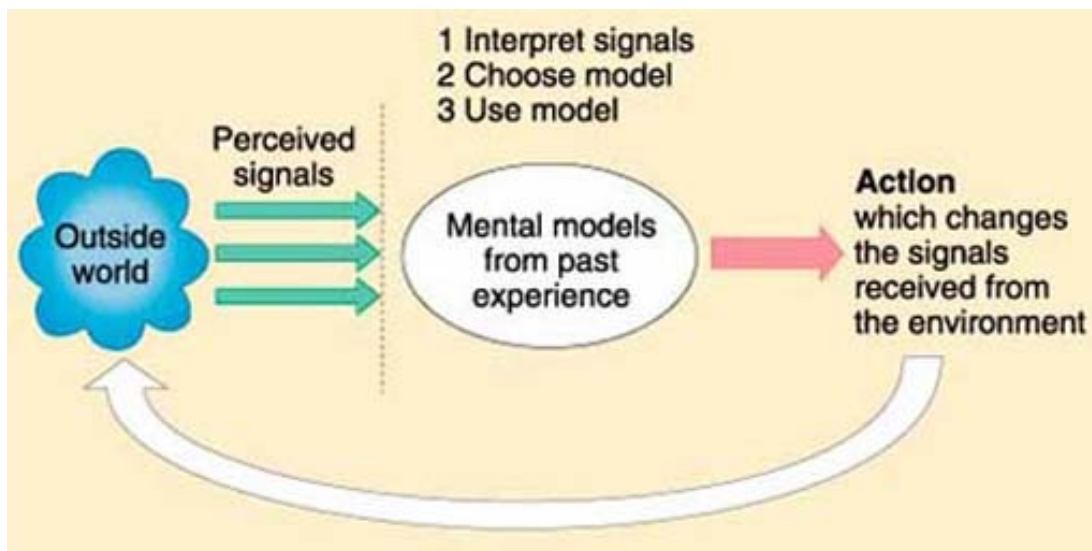 1 Interpret signals
2 Choose model
3 Use model
Perceived
signals
Outside
world
Mental models
from past
experience
Action
which changes
the signals
received from
the environment